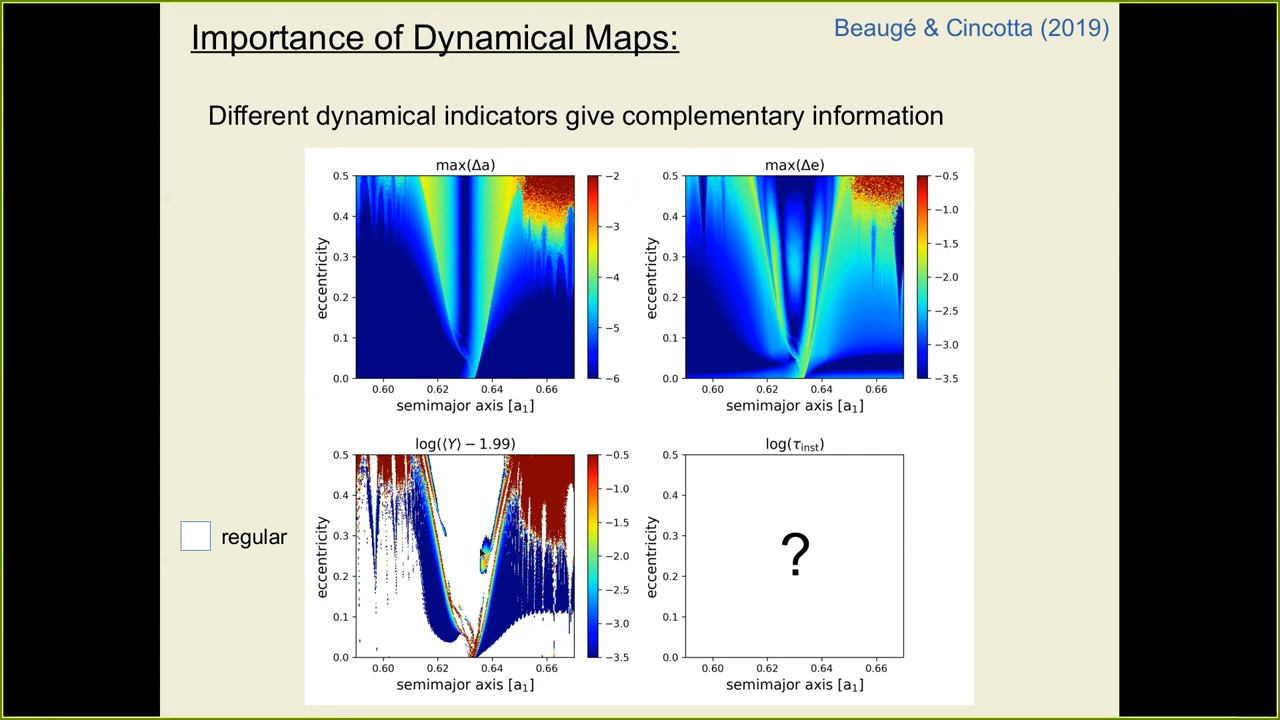 Importance of Dynamical Maps:
Beaugé & Cincotta (2019)
Different dynamical indicators give complementary information
max(Δa)
0.5
0.4
0.3
0.2
0.1
0.0
eccentricity
0.60 0.62 0.64 0.66
semimajor axis [a₁]
−2
−3
−4
−5
−6
max(Δe)
0.5
0.4
0.3
0.2
0.1
0.0
eccentricity
0.60 0.62 0.64 0.66
semimajor axis [a₁]
−0.5
−1.0
−1.5
−2.0
−2.5
−3.0
−3.5
regular
log(⟨Y⟩ − 1.99)
0.5
0.4
0.3
0.2
0.1
0.0
eccentricity
0.60 0.62 0.64 0.66
semimajor axis [a₁]
−0.5
−1.0
−1.5
−2.0
−2.5
−3.0
−3.5
log(τinst)
0.5
0.4
0.3
0.2
0.1
0.0
eccentricity
?
0.60 0.62 0.64 0.66
semimajor axis [a₁]